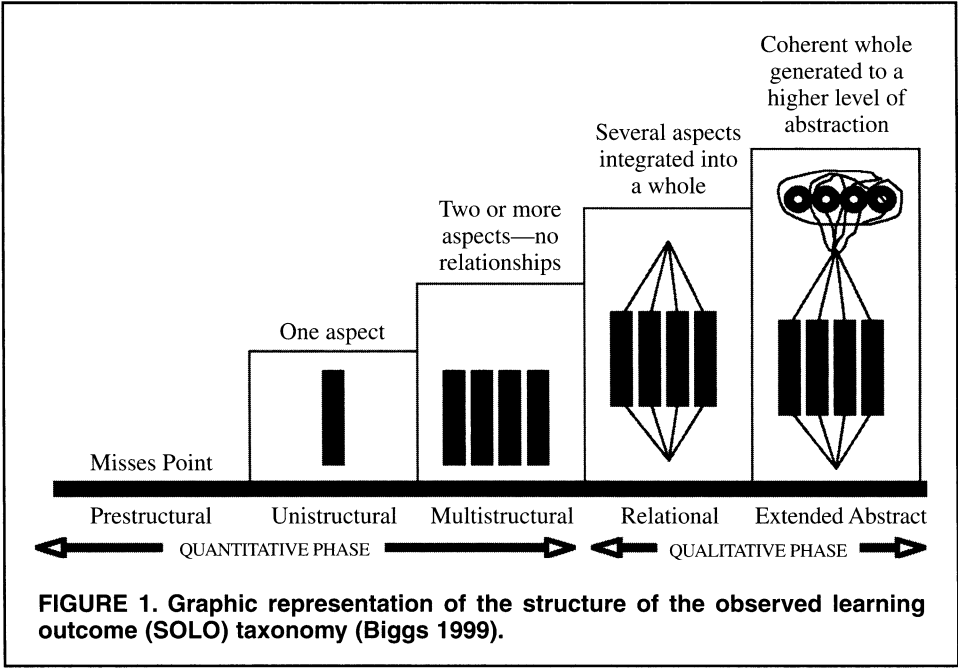 Coherent whole
generated to a
higher level of
abstraction
Several aspects
integrated into
a whole
Two or more
aspects—no
relationships
One aspect
Misses Point
Prestructural
Unistructural
Multistructural
Relational
Extended Abstract
QUANTITATIVE PHASE
QUALITATIVE PHASE
FIGURE 1. Graphic representation of the structure of the observed learning
outcome (SOLO) taxonomy (Biggs 1999).